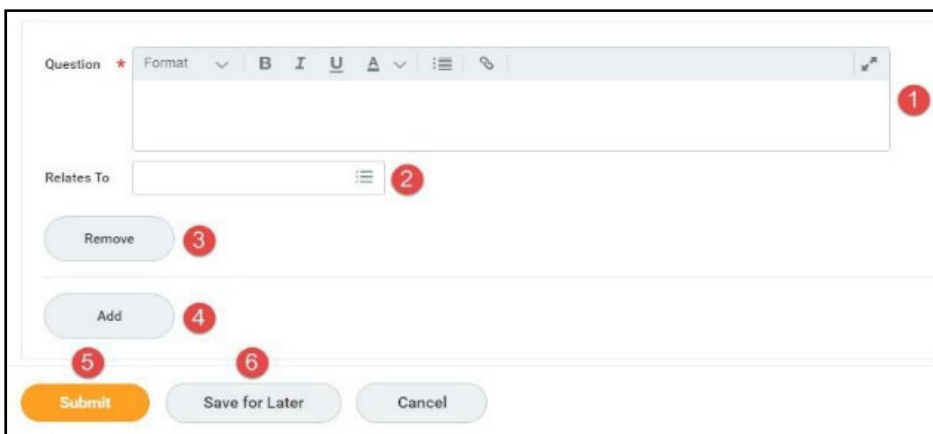 Question * Format B I U A
1
Relates To 2
Remove 3
Add 4
5 6
Submit Save for Later Cancel